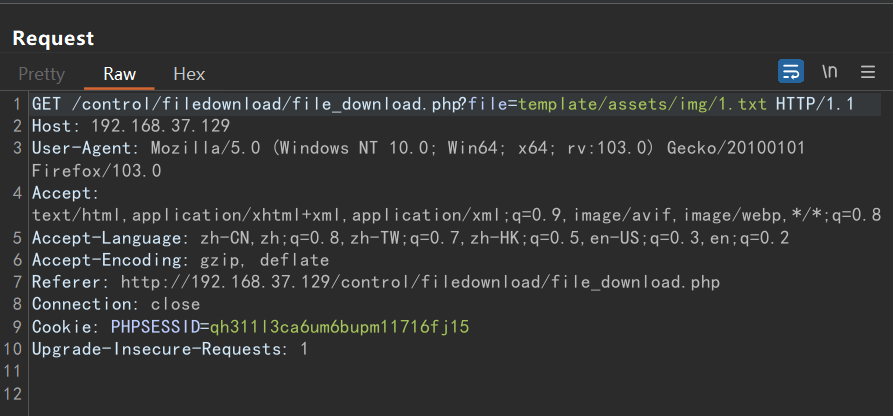 Request
Pretty Raw Hex \n
1 GET /control/filedownload/file_download.php?file=template/assets/img/1.txt HTTP/1.1
2 Host: 192.168.37.129
3 User-Agent: Mozilla/5.0 (Windows NT 10.0; Win64; x64; rv:103.0) Gecko/20100101
Firefox/103.0
4 Accept:
text/html,application/xhtml+xml,application/xml;q=0.9,image/avif,image/webp,*/*;q=0.8
5 Accept-Language: zh-CN,zh;q=0.8,zh-TW;q=0.7,zh-HK;q=0.5,en-US;q=0.3,en;q=0.2
6 Accept-Encoding: gzip, deflate
7 Referer: http://192.168.37.129/control/filedownload/file_download.php
8 Connection: close
9 Cookie: PHPSESSID=qh311l3ca6um6bupm11716fj15
10 Upgrade-Insecure-Requests: 1
11
12